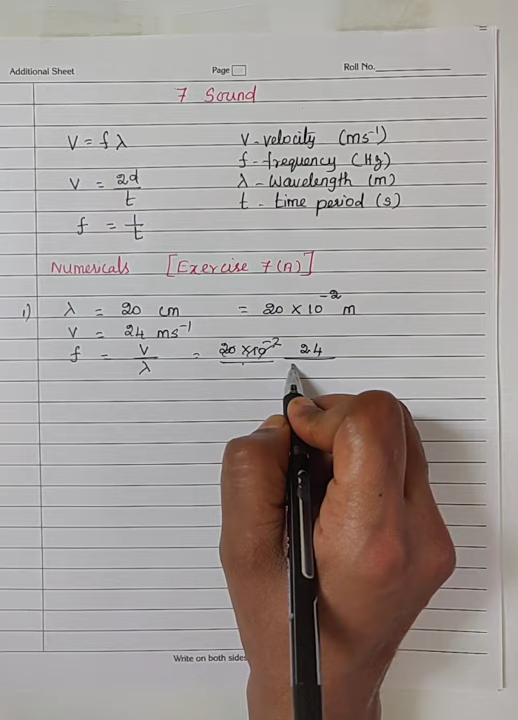 Additional Sheet Page Roll No.
7 Sound
V = f λ V - velocity (ms⁻¹)
f - frequency (Hz)
V = 2d/t λ - Wavelength (m)
t - time period (s)
f = 1/t
Numericals [Exercise 7(A)]
1) λ = 20 cm = 20 × 10⁻² m
V = 24 ms⁻¹
f = V/λ = 20 × 10⁻² 24
Write on both sides